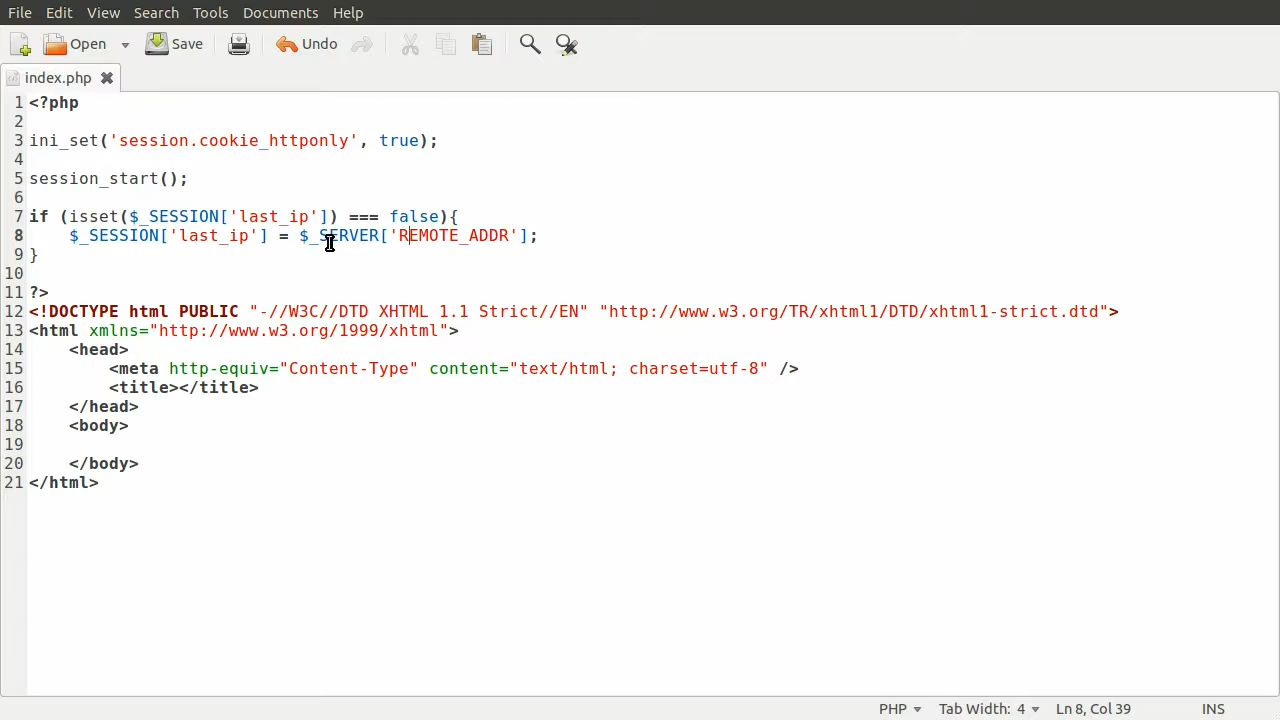 File Edit View Search Tools Documents Help
Open Save Undo
index.php
1 <?php
2
3 ini_set('session.cookie_httponly', true);
4
5 session_start();
6
7 if (isset($_SESSION['last_ip']) === false){
8     $_SESSION['last_ip'] = $_SERVER['REMOTE_ADDR'];
9 }
10
11 ?>
12 <!DOCTYPE html PUBLIC "-//W3C//DTD XHTML 1.1 Strict//EN" "http://www.w3.org/TR/xhtml1/DTD/xhtml1-strict.dtd">
13 <html xmlns="http://www.w3.org/1999/xhtml">
14     <head>
15         <meta http-equiv="Content-Type" content="text/html; charset=utf-8" />
16         <title></title>
17     </head>
18     <body>
19
20     </body>
21 </html>
PHP Tab Width: 4 Ln 8, Col 39 INS